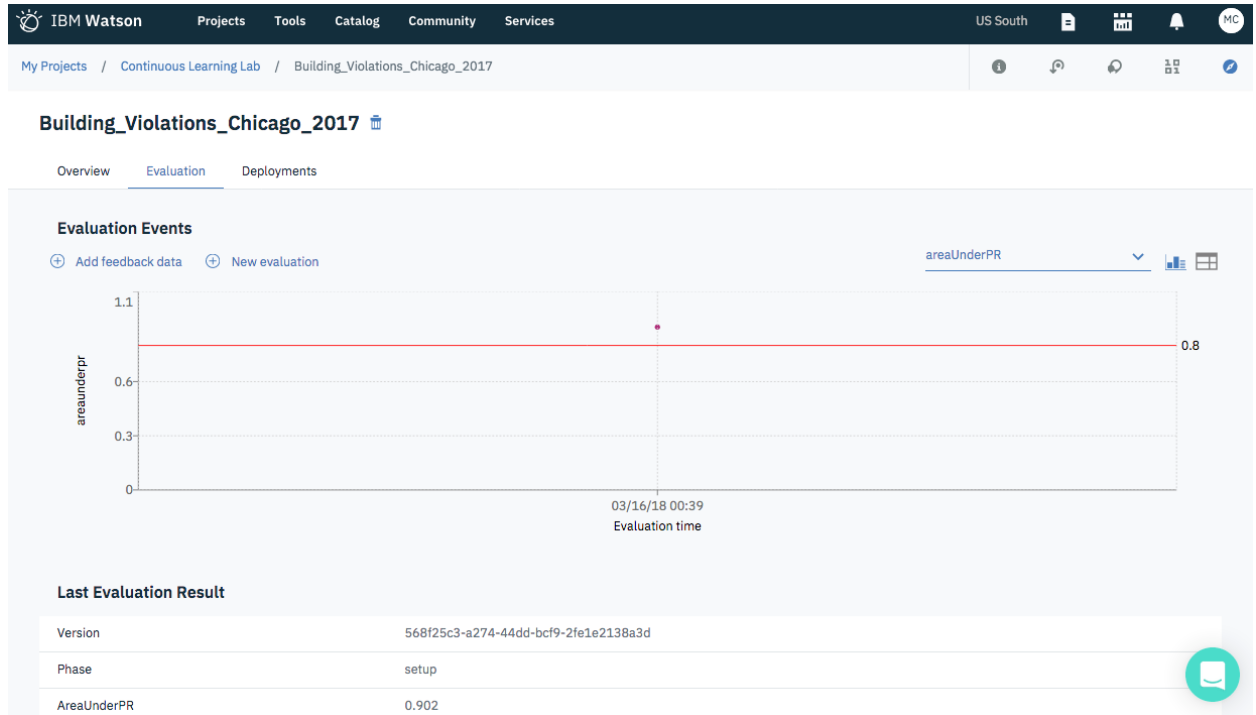 IBM Watson Projects Tools Catalog Community Services US South MC
My Projects / Continuous Learning Lab / Building_Violations_Chicago_2017
Building_Violations_Chicago_2017
Overview Evaluation Deployments
Evaluation Events
Add feedback data New evaluation areaUnderPR
1.1
0.8
areaunderpr
0.6
0.3
0
03/16/18 00:39
Evaluation time
Last Evaluation Result
Version 568f25c3-a274-44dd-bcf9-2fe1e2138a3d
Phase setup
AreaUnderPR 0.902